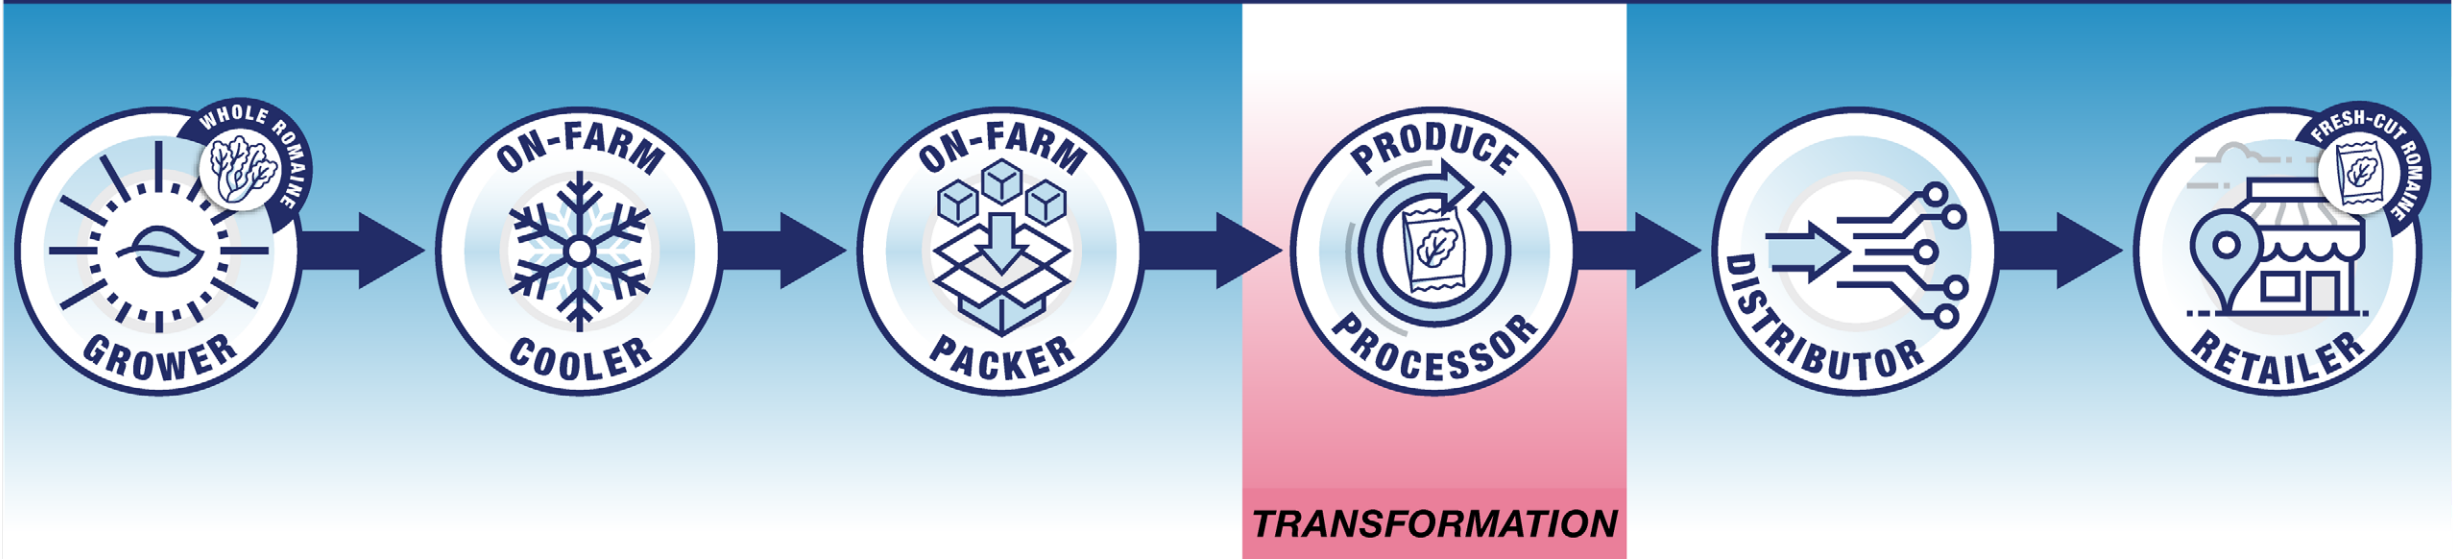 WHOLE ROMAINE
GROWER
ON-FARM
COOLER
ON-FARM
PACKER
PRODUCE
PROCESSOR
TRANSFORMATION
DISTRIBUTOR
FRESH-CUT ROMAINE
RETAILER